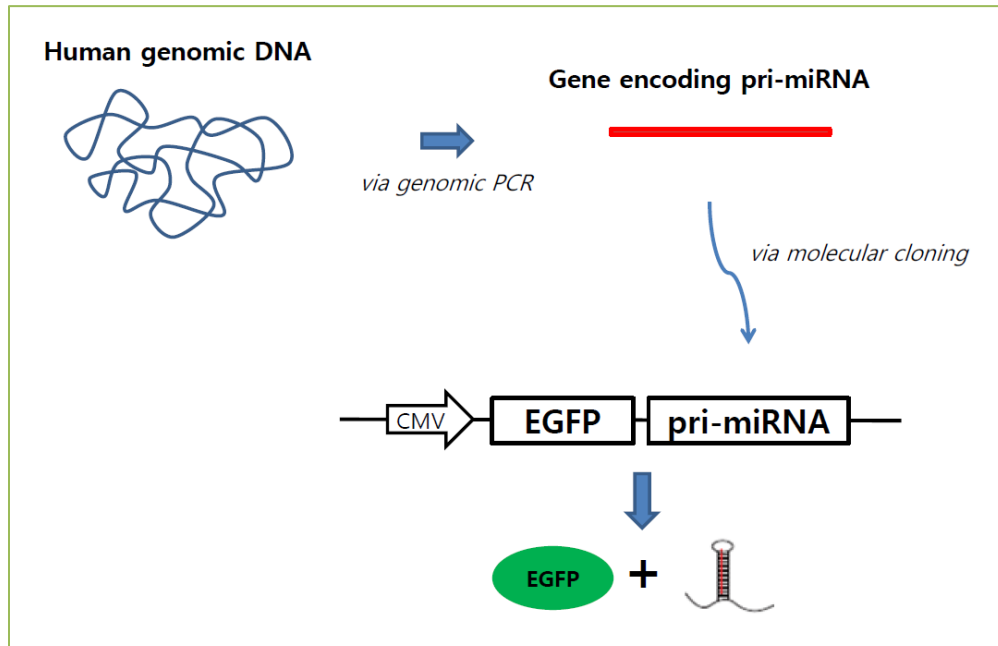 Human genomic DNA
Gene encoding pri-miRNA
via genomic PCR
via molecular cloning
CMV
EGFP
pri-miRNA
EGFP
+